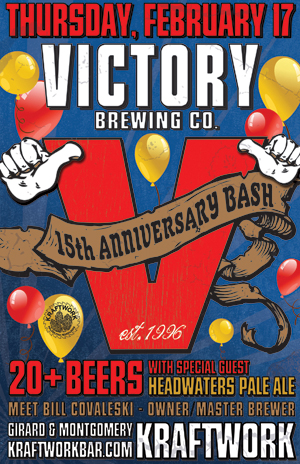 THURSDAY, FEBRUARY 17
VICTORY
BREWING CO.
15th ANNIVERSARY BASH
est. 1996
KRAFTWORK
20+ BEERS
WITH SPECIAL GUEST
HEADWATERS PALE ALE
MEET BILL COVALESKI - OWNER/MASTER BREWER
GIRARD & MONTGOMERY
KRAFTWORKBAR.COM
KRAFTWORK